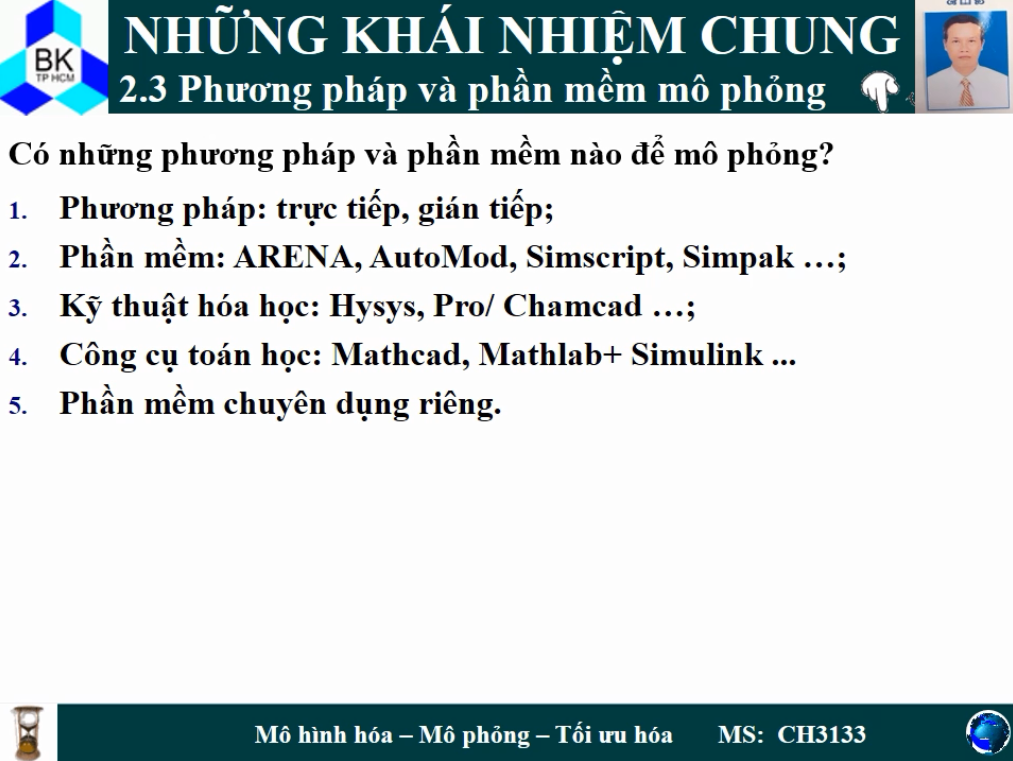 BK
TP HCM
NHỮNG KHÁI NHIỆM CHUNG
2.3 Phương pháp và phần mềm mô phỏng
Có những phương pháp và phần mềm nào để mô phỏng?
1. Phương pháp: trực tiếp, gián tiếp;
2. Phần mềm: ARENA, AutoMod, Simscript, Simpak …;
3. Kỹ thuật hóa học: Hysys, Pro/ Chamcad …;
4. Công cụ toán học: Mathcad, Mathlab+ Simulink ...
5. Phần mềm chuyên dụng riêng.
Mô hình hóa – Mô phỏng – Tối ưu hóa MS: CH3133